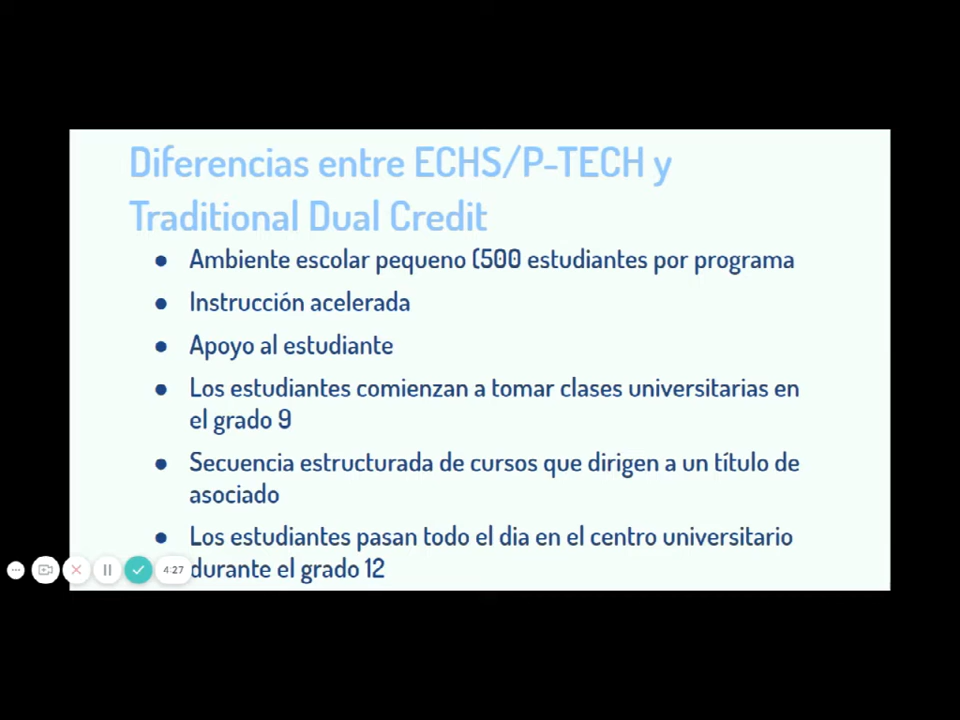 Diferencias entre ECHS/P-TECH y
Traditional Dual Credit
● Ambiente escolar pequeno (500 estudiantes por programa
● Instrucción acelerada
● Apoyo al estudiante
● Los estudiantes comienzan a tomar clases universitarias en
el grado 9
● Secuencia estructurada de cursos que dirigen a un título de
asociado
● Los estudiantes pasan todo el dia en el centro universitario
durante el grado 12
4:27